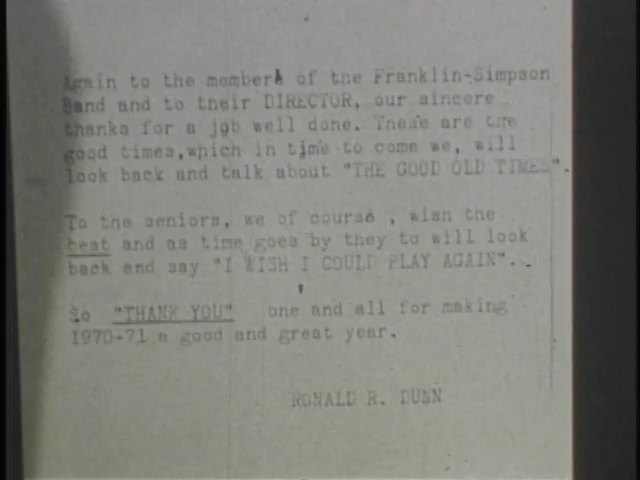 Again to the members of the Franklin-Simpson
Band and to their DIRECTOR, our sincere
thanks for a job well done. These are the
good times,which in time to come we, will
look back and talk about "THE GOOD OLD TIMES".
To the seniors, we of course , wish the
best and as time goes by they to will look
back and say "I WISH I COULD PLAY AGAIN".
So "THANK YOU" one and all for making
1970-71 a good and great year.
RONALD R. DUNN